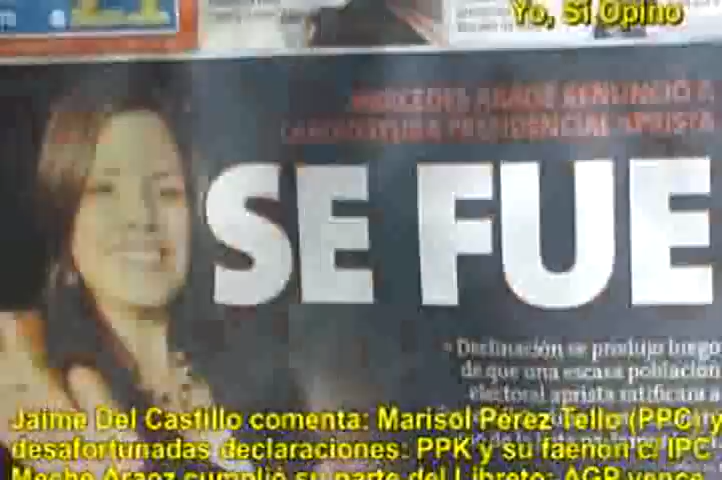 Yo, Sí Opino
MERCEDES ARAOZ RENUNCIÓ A
CANDIDATURA PRESIDENCIAL APRISTA
SE FUE
Declinación se produjo luego
de que una escasa población
electoral aprista ratificara a
Jaime Del Castillo comenta: Marisol Pérez Tello (PPC) y
desafortunadas declaraciones: PPK y su faenón c/ IPC
Meche Araoz cumplió su parte del Libreto: AGP vence